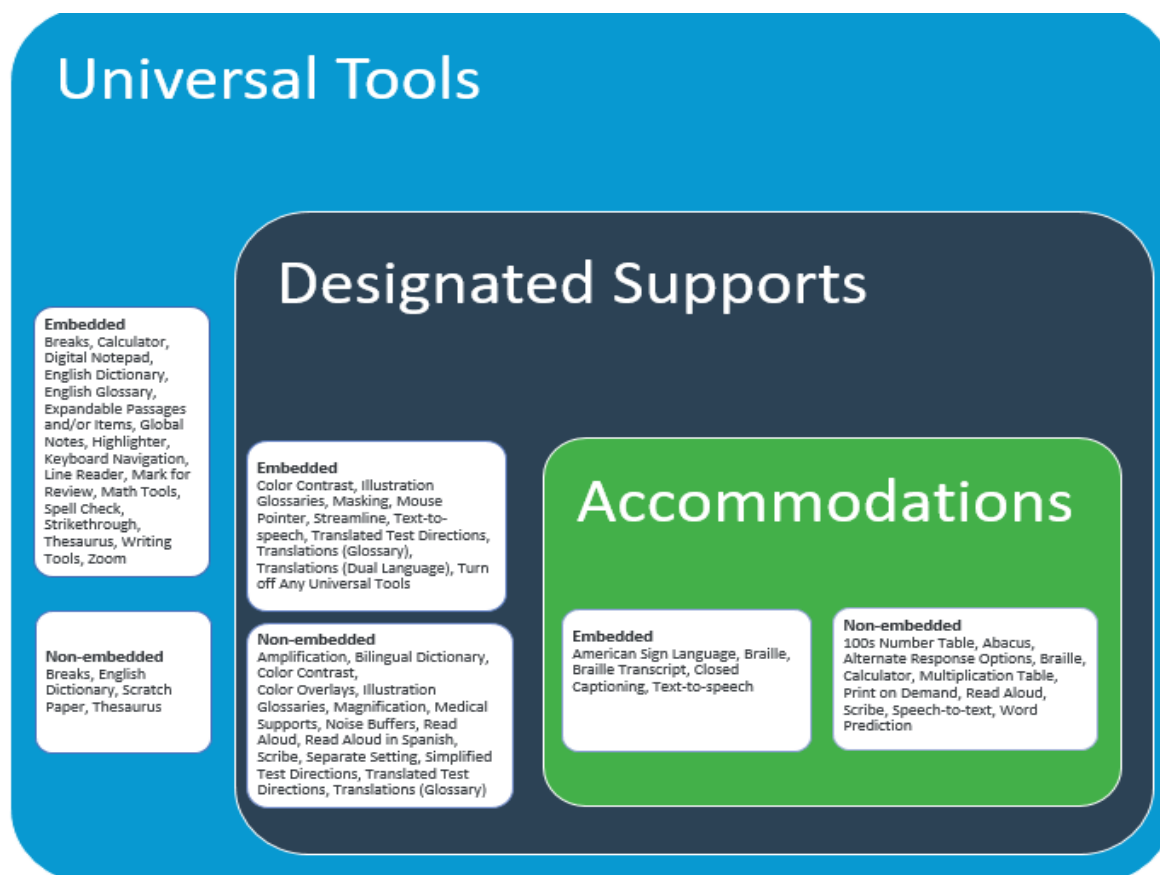 Universal Tools
Designated Supports
Embedded
Breaks, Calculator,
Digital Notepad,
English Dictionary,
English Glossary,
Expandable Passages
and/or Items, Global
Notes, Highlighter,
Keyboard Navigation,
Line Reader, Mark for
Review, Math Tools,
Spell Check,
Strikethrough,
Thesaurus, Writing
Tools, Zoom
Non-embedded
Breaks, English
Dictionary, Scratch
Paper, Thesaurus
Embedded
Color Contrast, Illustration
Glossaries, Masking, Mouse
Pointer, Streamline, Text-to-
speech, Translated Test Directions,
Translations (Glossary),
Translations (Dual Language), Turn
off Any Universal Tools
Non-embedded
Amplification, Bilingual Dictionary,
Color Contrast,
Color Overlays, Illustration
Glossaries, Magnification, Medical
Supports, Noise Buffers, Read
Aloud, Read Aloud in Spanish,
Scribe, Separate Setting, Simplified
Test Directions, Translated Test
Directions, Translations (Glossary)
Accommodations
Embedded
American Sign Language, Braille,
Braille Transcript, Closed
Captioning, Text-to-speech
Non-embedded
100s Number Table, Abacus,
Alternate Response Options, Braille,
Calculator, Multiplication Table,
Print on Demand, Read Aloud,
Scribe, Speech-to-text, Word
Prediction